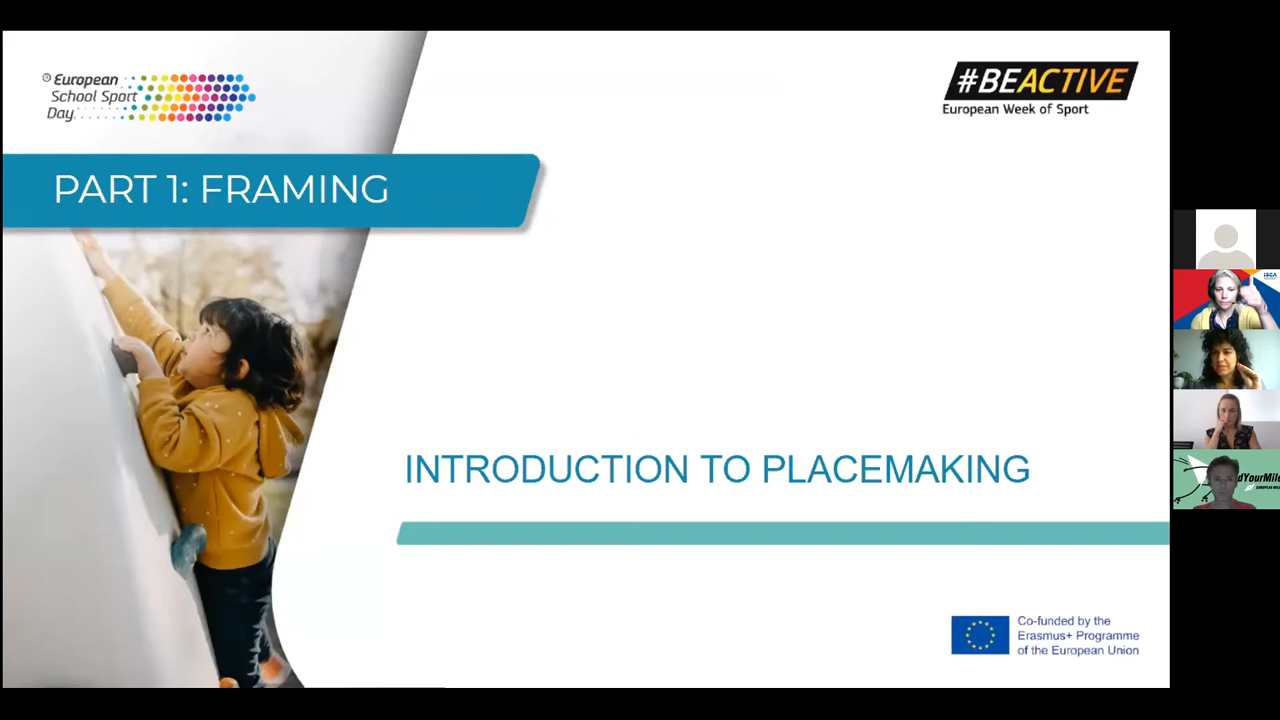 ® European
School Sport
Day
#BEACTIVE
European Week of Sport
PART 1: FRAMING
INTRODUCTION TO PLACEMAKING
Co-funded by the
Erasmus+ Programme
of the European Union